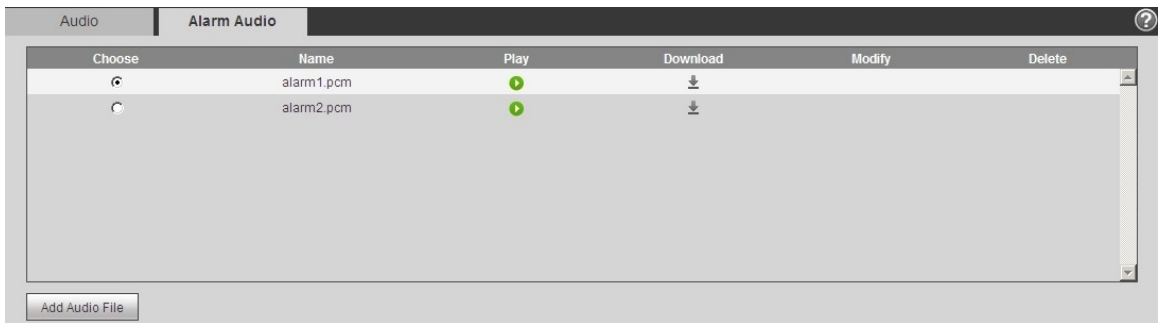 Audio Alarm Audio ?
Choose Name Play Download Modify Delete
alarm1.pcm
alarm2.pcm
Add Audio File